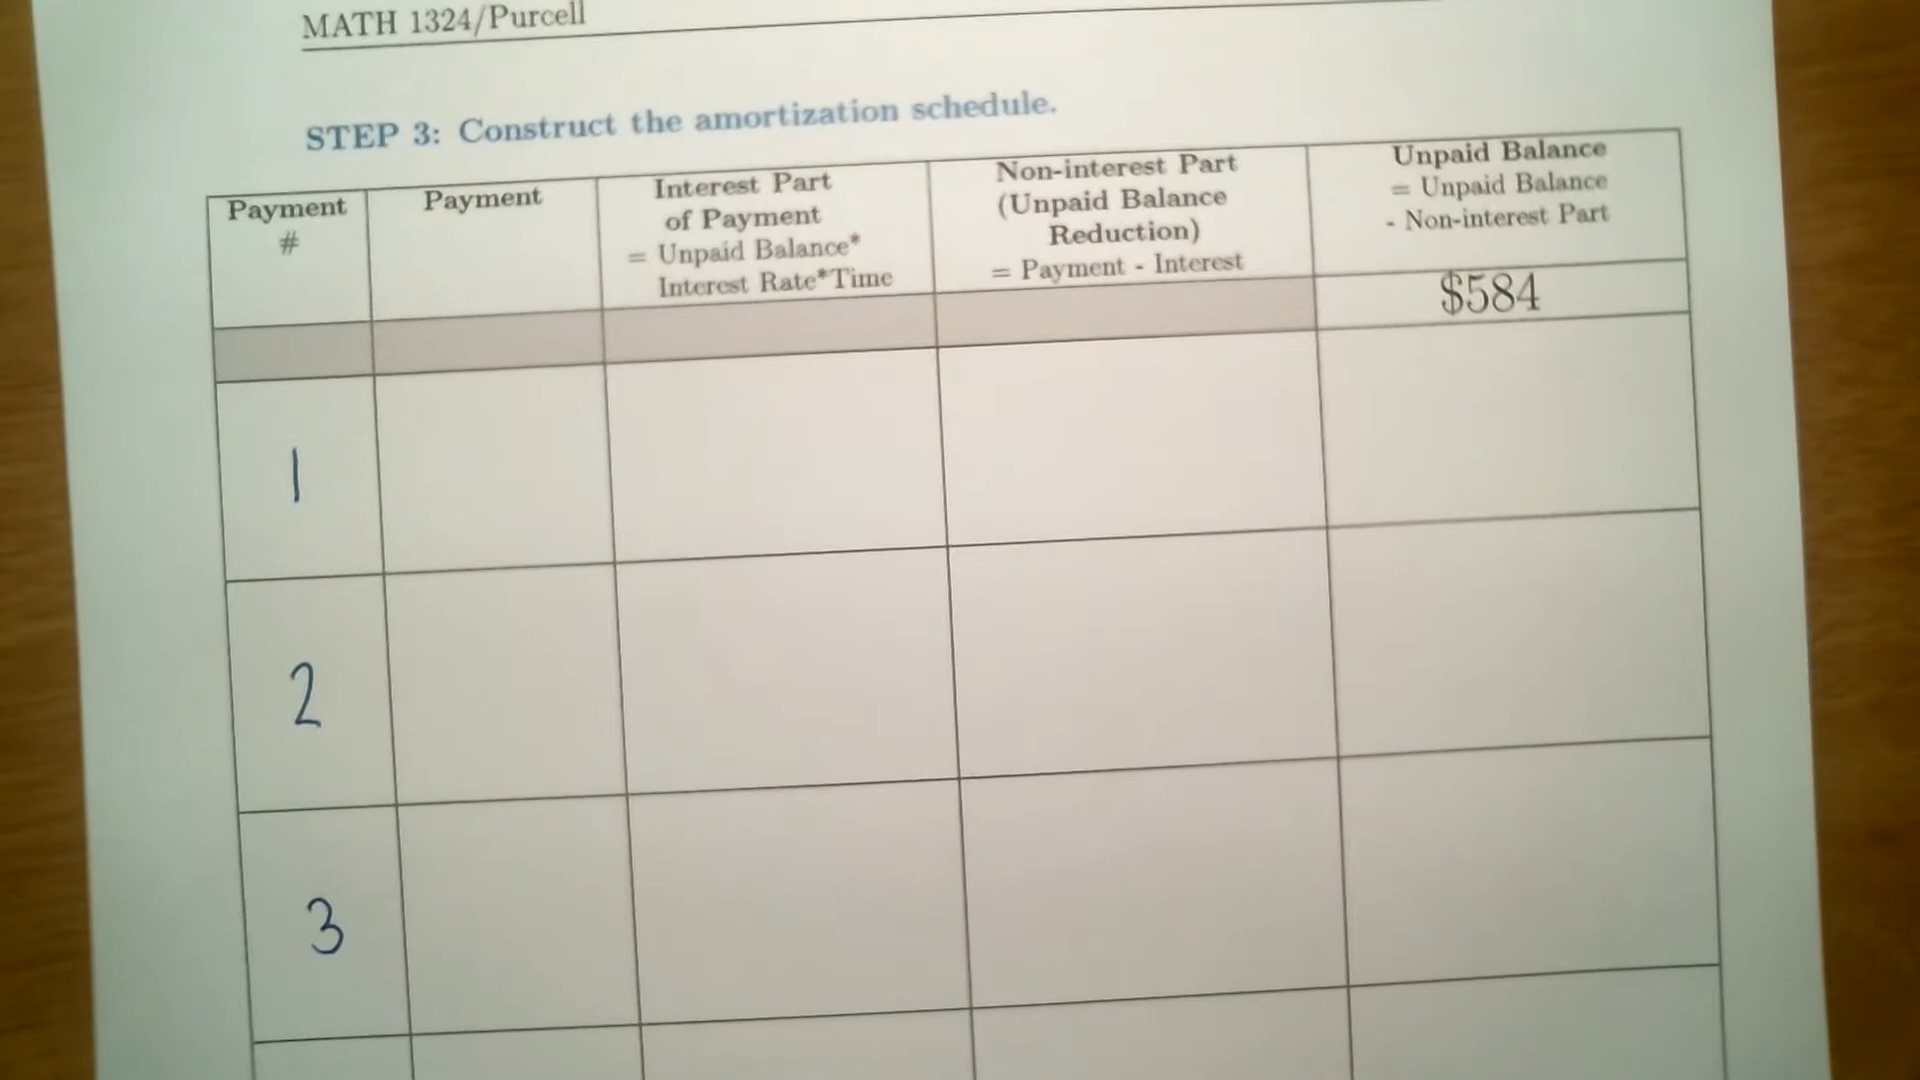 MATH 1324/Purcell
STEP 3: Construct the amortization schedule.
Payment
#
Payment
Interest Part
of Payment
= Unpaid Balance*
Interest Rate*Time
Non-interest Part
(Unpaid Balance
Reduction)
= Payment - Interest
Unpaid Balance
= Unpaid Balance
- Non-interest Part
$584
1
2
3